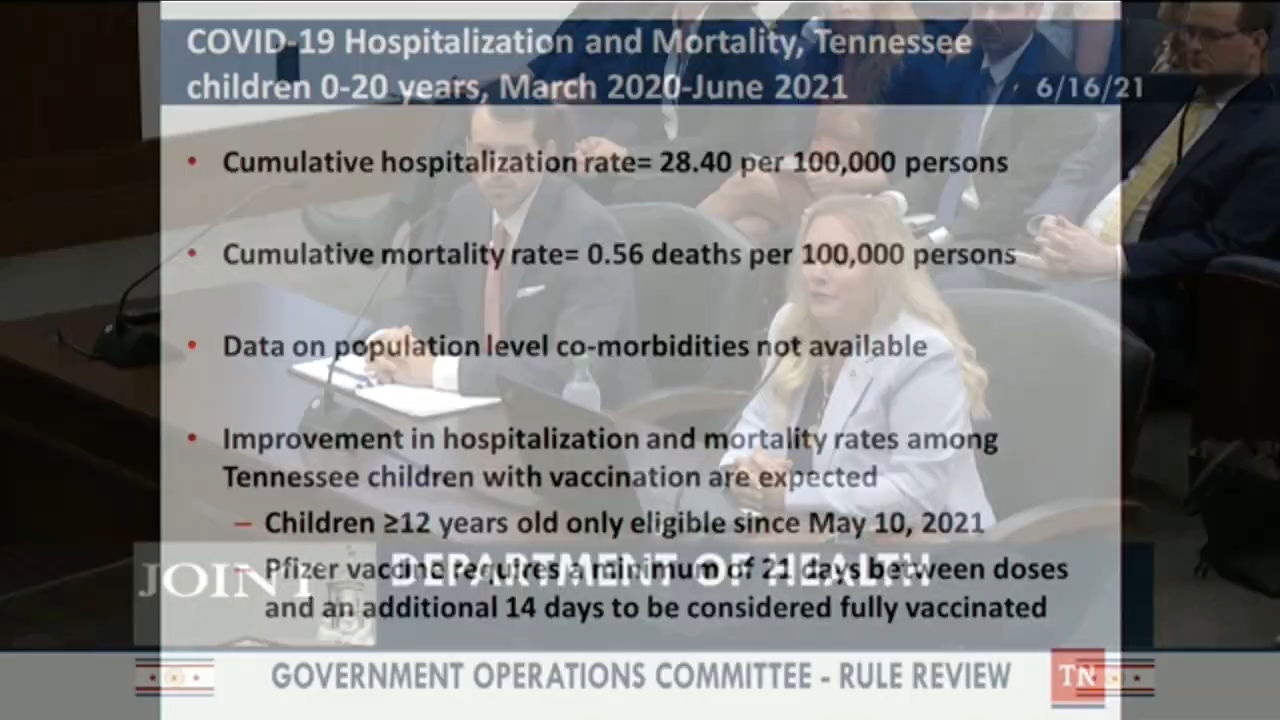 COVID-19 Hospitalization and Mortality, Tennessee
children 0-20 years, March 2020-June 2021
6/16/21
• Cumulative hospitalization rate= 28.40 per 100,000 persons
• Cumulative mortality rate= 0.56 deaths per 100,000 persons
• Data on population level co-morbidities not available
• Improvement in hospitalization and mortality rates among
Tennessee children with vaccination are expected
– Children ≥12 years old only eligible since May 10, 2021
– Pfizer vaccine requires a minimum of 21 days between doses
and an additional 14 days to be considered fully vaccinated
JOINT
DEPARTMENT OF HEALTH
GOVERNMENT OPERATIONS COMMITTEE - RULE REVIEW
TN